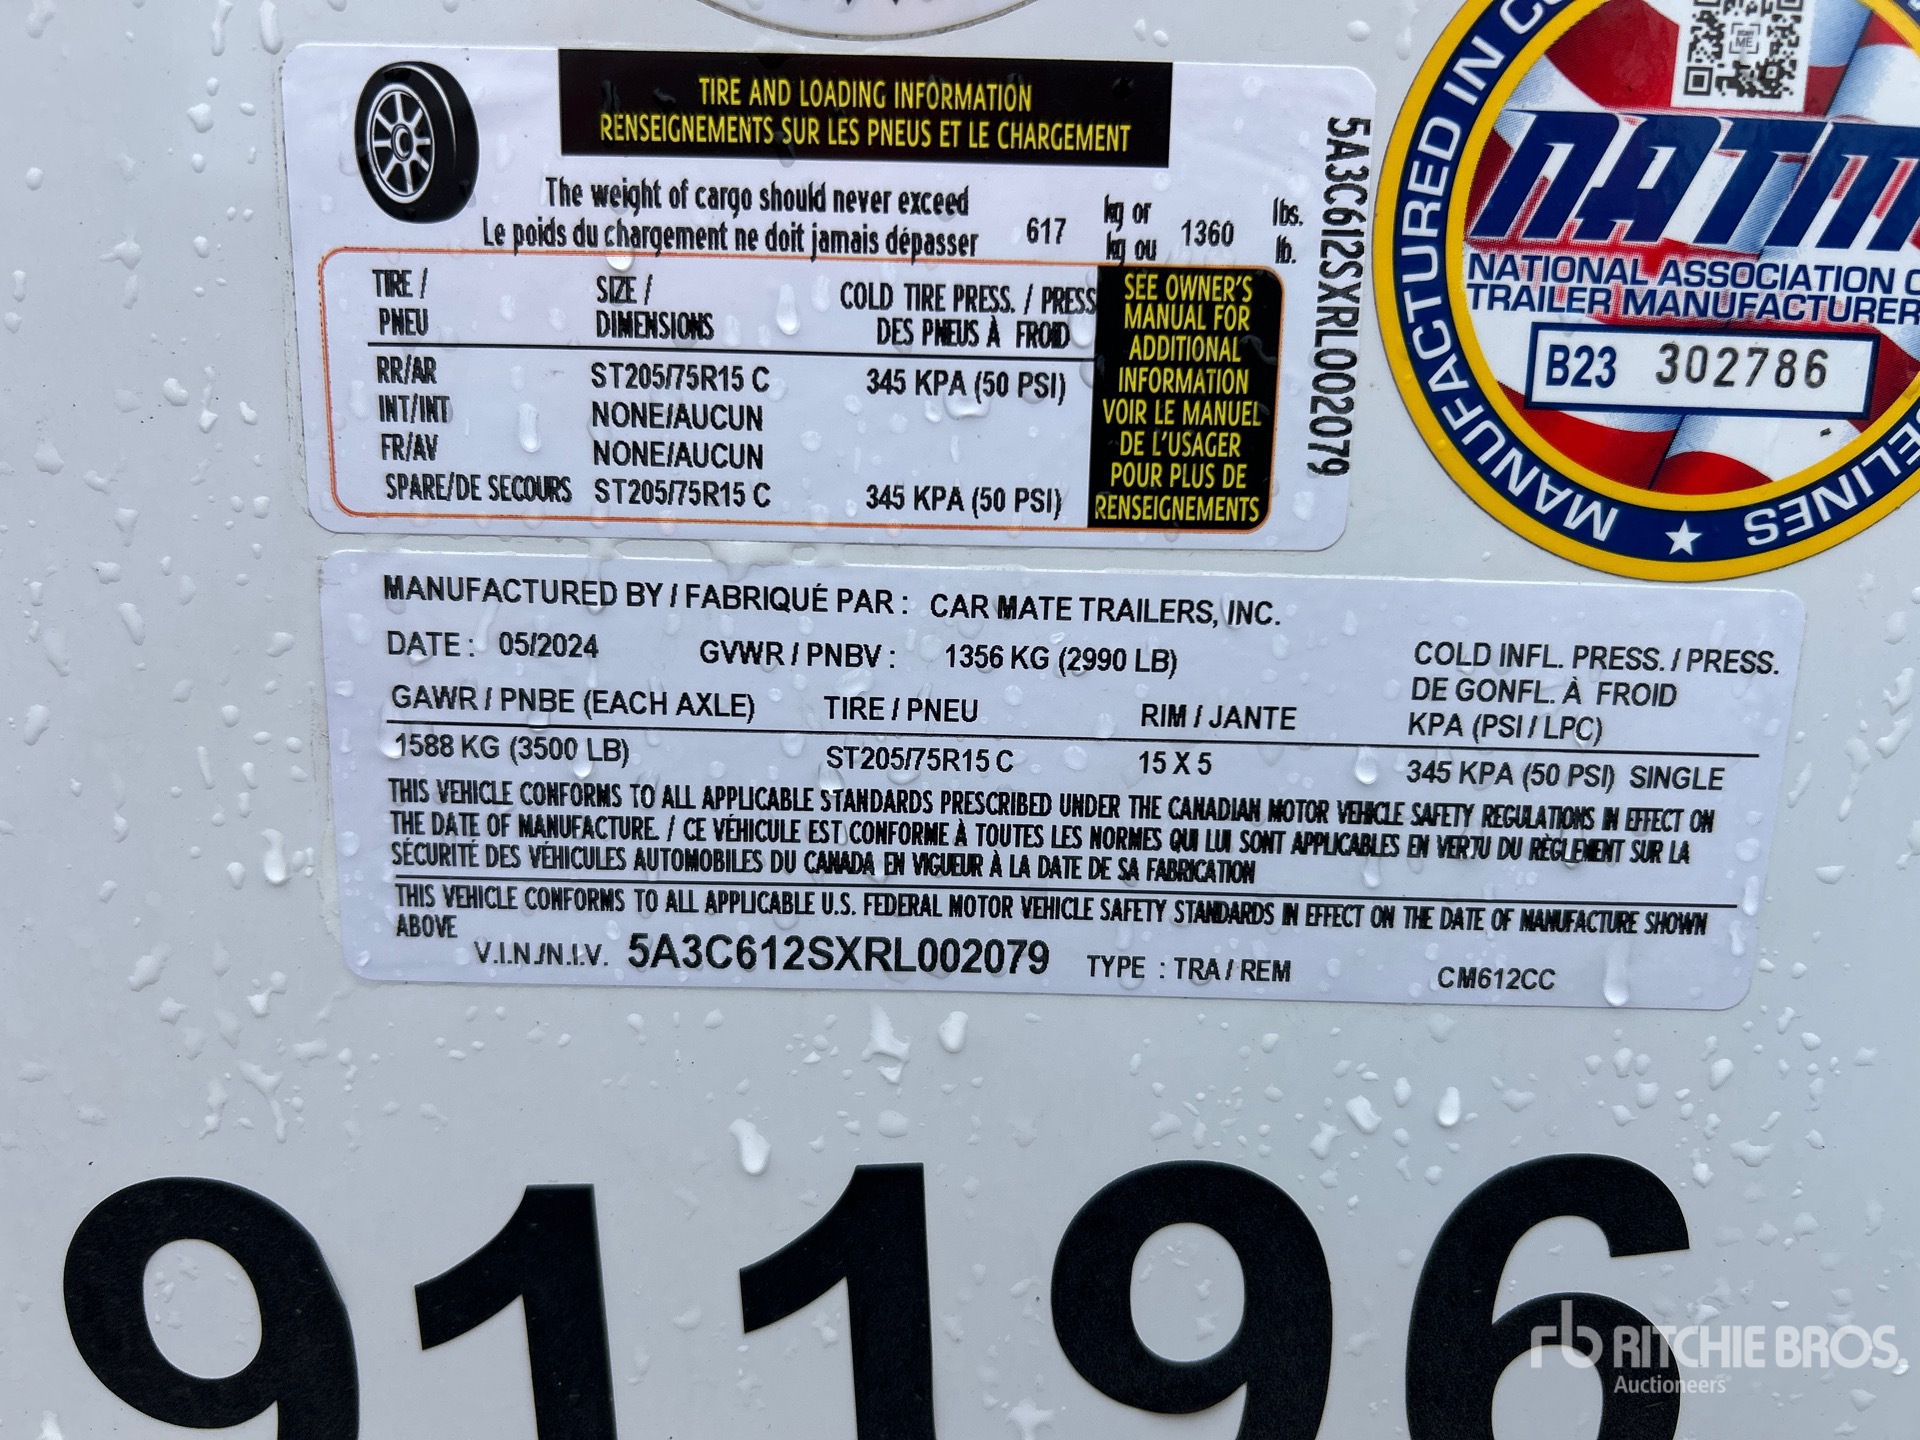 TIRE AND LOADING INFORMATION
RENSEIGNEMENTS SUR LES PNEUS ET LE CHARGEMENT
The weight of cargo should never exceed
Le poids du chargement ne doit jamais dépasser
617 kg or 1360 lbs.
kg ou lb.
TIRE / SIZE / COLD TIRE PRESS. / PRESS
PNEU DIMENSIONS DES PNEUS À FROID
RR/AR ST205/75R15 C 345 KPA (50 PSI)
INT/INT NONE/AUCUN
FR/AV NONE/AUCUN
SPARE/DE SECOURS ST205/75R15 C 345 KPA (50 PSI)
SEE OWNER'S
MANUAL FOR
ADDITIONAL
INFORMATION
VOIR LE MANUEL
DE L'USAGER
POUR PLUS DE
RENSEIGNEMENTS
5A3C612SXRL002079
MANUFACTURED IN
ELINES
SCAN
ME
NATM
NATIONAL ASSOCIATION
TRAILER MANUFACTURER
B23 302786
MANUFACTURED BY / FABRIQUÉ PAR : CAR MATE TRAILERS, INC.
DATE : 05/2024 GVWR / PNBV : 1356 KG (2990 LB)
COLD INFL. PRESS. / PRESS.
DE GONFL. À FROID
KPA (PSI / LPC)
GAWR / PNBE (EACH AXLE) TIRE / PNEU RIM / JANTE
1588 KG (3500 LB) ST205/75R15 C 15 X 5 345 KPA (50 PSI) SINGLE
THIS VEHICLE CONFORMS TO ALL APPLICABLE STANDARDS PRESCRIBED UNDER THE CANADIAN MOTOR VEHICLE SAFETY REGULATIONS IN EFFECT ON
THE DATE OF MANUFACTURE. / CE VÉHICULE EST CONFORME À TOUTES LES NORMES QUI LUI SONT APPLICABLES EN VERTU DU RÈGLEMENT SUR LA
SÉCURITÉ DES VÉHICULES AUTOMOBILES DU CANADA EN VIGUEUR À LA DATE DE SA FABRICATION
THIS VEHICLE CONFORMS TO ALL APPLICABLE U.S. FEDERAL MOTOR VEHICLE SAFETY STANDARDS IN EFFECT ON THE DATE OF MANUFACTURE SHOWN
ABOVE
V.I.N./N.I.V. 5A3C612SXRL002079 TYPE : TRA / REM CM612CC
91196
rb RITCHIE BROS.
Auctioneers